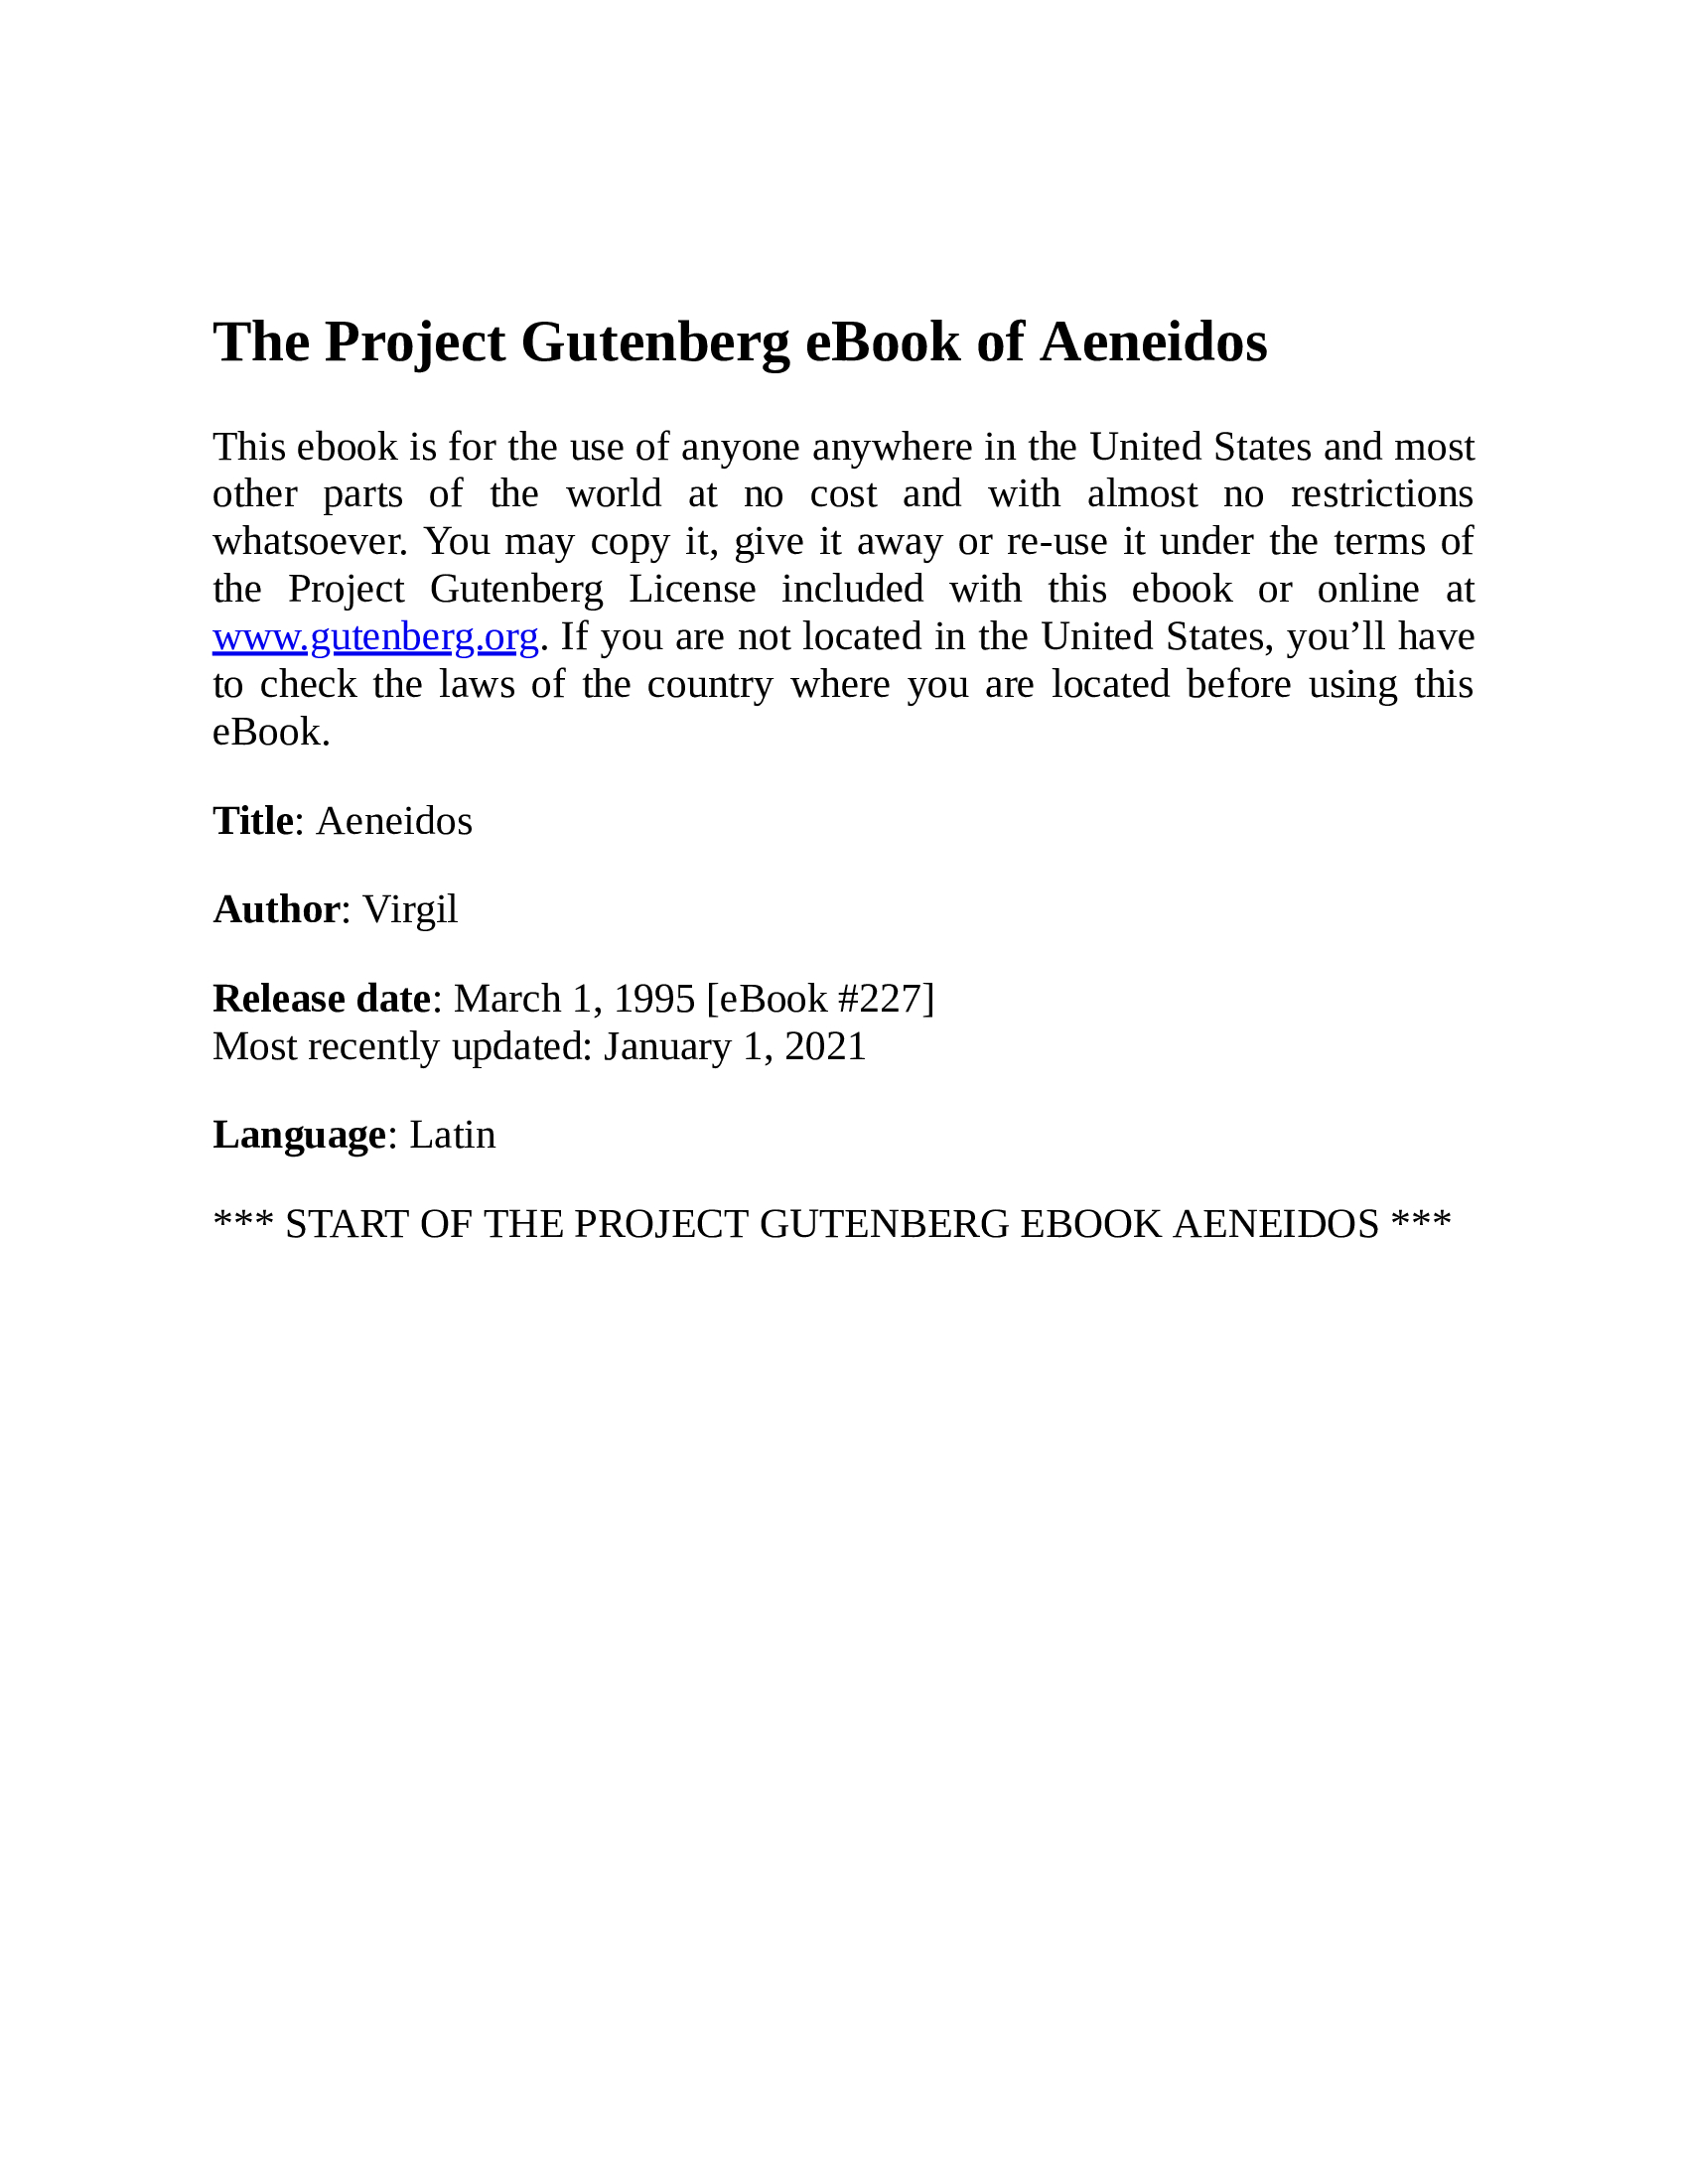 The Project Gutenberg eBook of Aeneidos
This ebook is for the use of anyone anywhere in the United States and most
other parts of the world at no cost and with almost no restrictions
whatsoever. You may copy it, give it away or re-use it under the terms of
the Project Gutenberg License included with this ebook or online at
www.gutenberg.org. If you are not located in the United States, you’ll have
to check the laws of the country where you are located before using this
eBook.
Title: Aeneidos
Author: Virgil
Release date: March 1, 1995 [eBook #227]
Most recently updated: January 1, 2021
Language: Latin
*** START OF THE PROJECT GUTENBERG EBOOK AENEIDOS ***